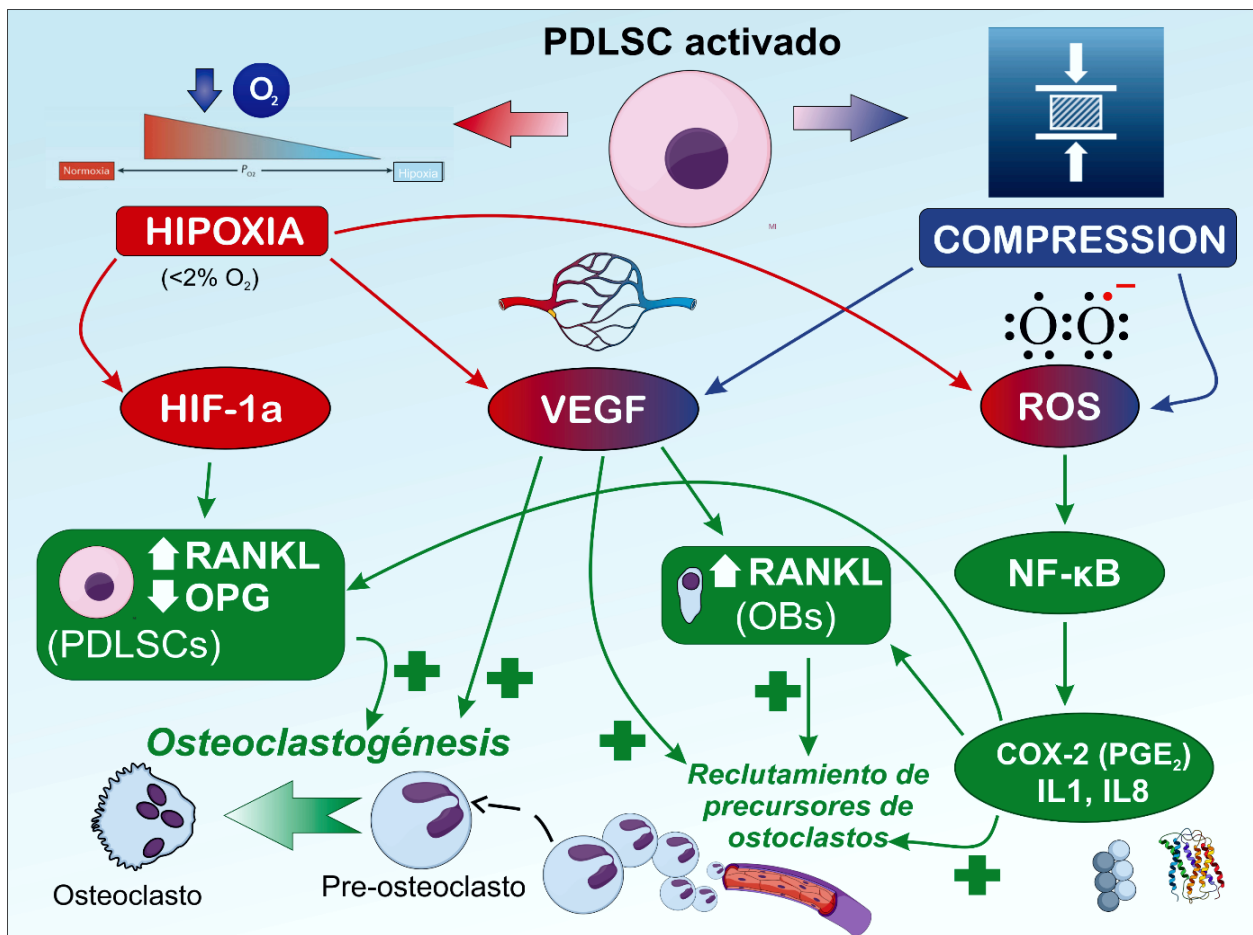 PDLSC activado
O2
Normoxia
PO2
Hipoxia
MI
HIPOXIA
(<2% O2)
COMPRESSION
O O
HIF-1a
VEGF
ROS
RANKL
OPG
(PDLSCs)
RANKL
(OBs)
NF-κB
Osteoclastogénesis
Reclutamiento de
precursores de
ostoclastos
COX-2 (PGE2)
IL1, IL8
Osteoclasto
Pre-osteoclasto